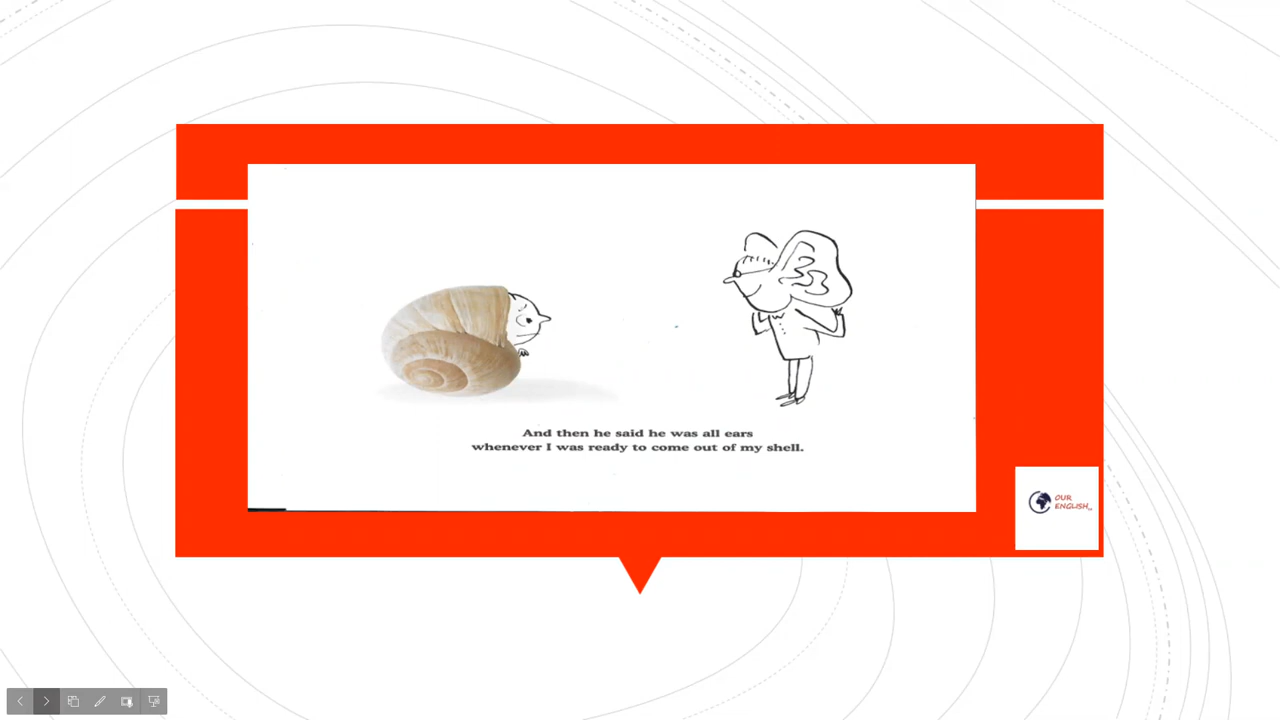 And then he said he was all ears
whenever I was ready to come out of my shell.
OUR
ENGLISH